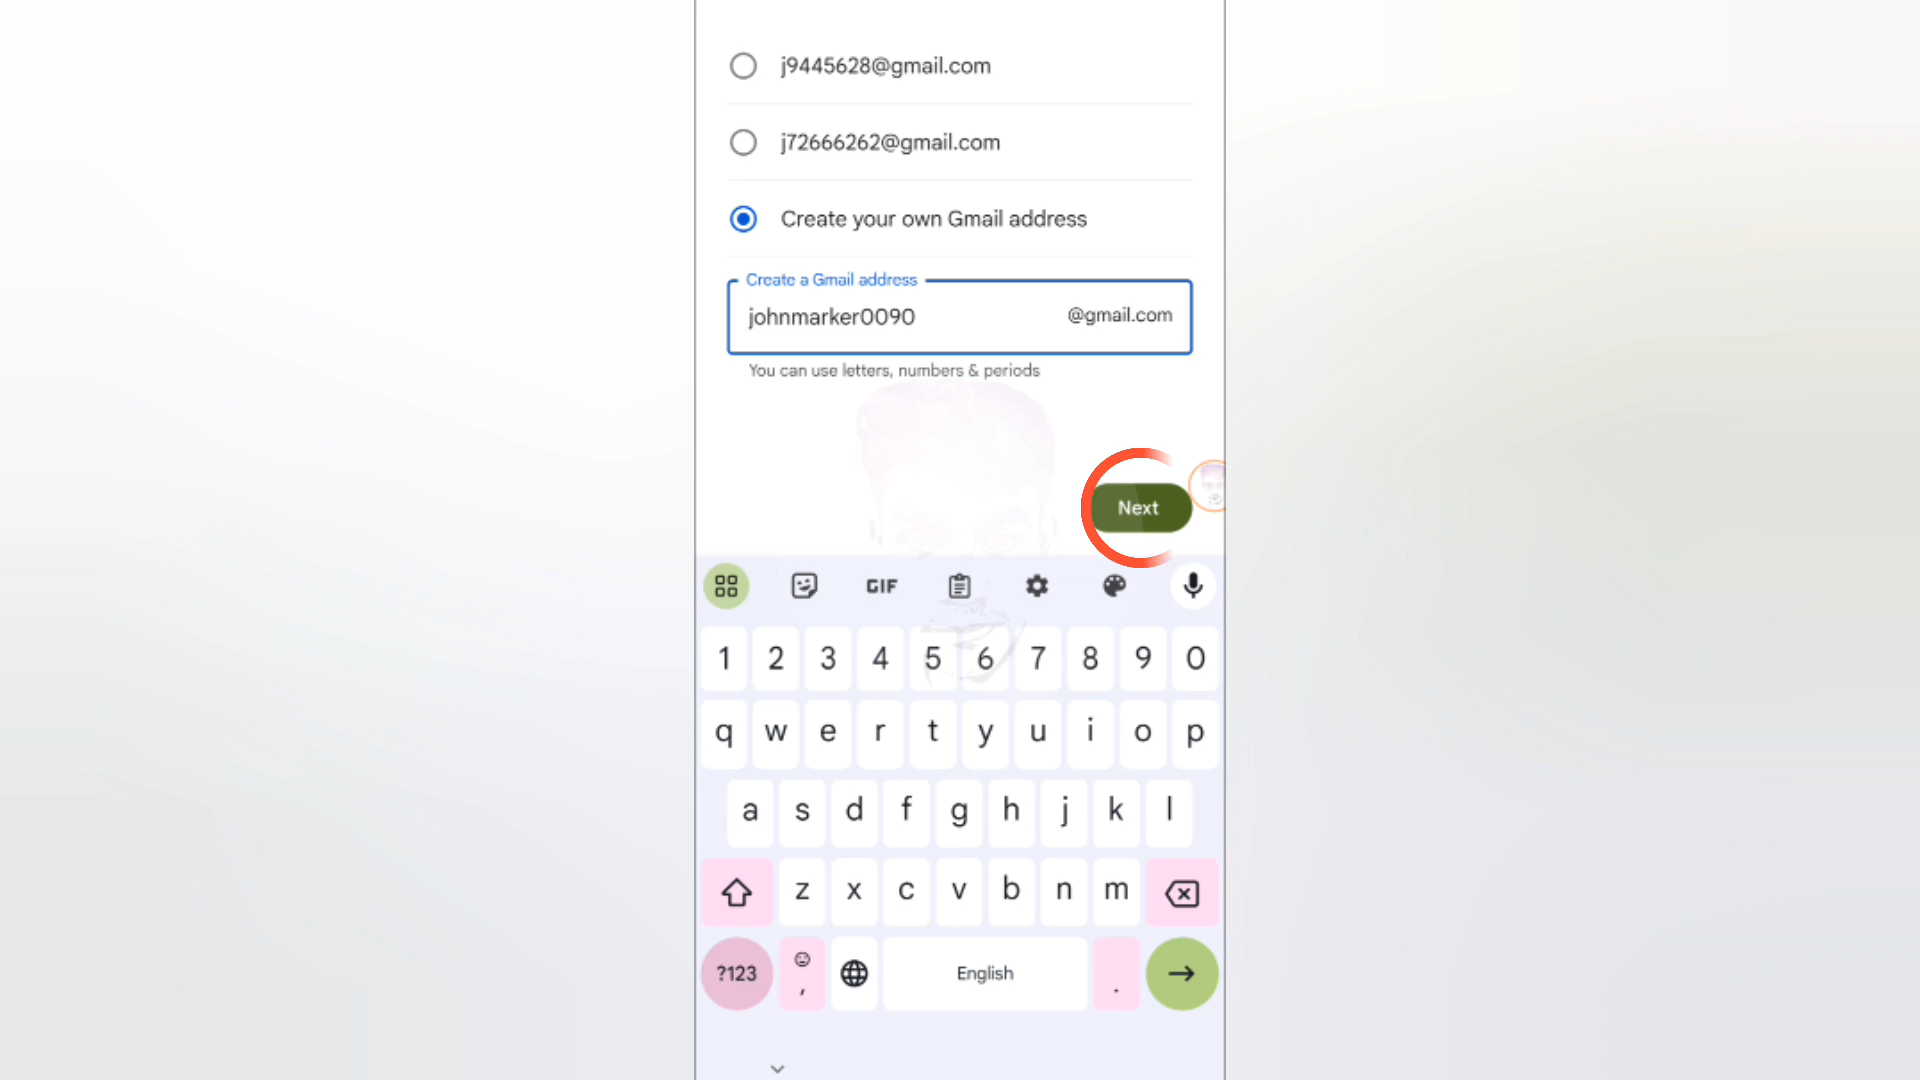 j9445628@gmail.com
j72666262@gmail.com
Create your own Gmail address
Create a Gmail address
johnmarker0090 @gmail.com
You can use letters, numbers & periods
Next
GIF
1 2 3 4 5 6 7 8 9 0
q w e r t y u i o p
a s d f g h j k l
z x c v b n m
?123 , English .